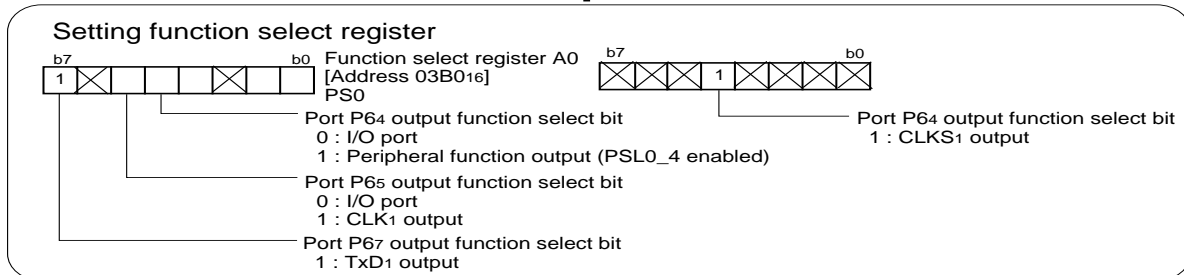 Setting function select register
b7 b0 Function select register A0
[Address 03B016]
PS0
1
Port P64 output function select bit
0 : I/O port
1 : Peripheral function output (PSL0_4 enabled)
Port P65 output function select bit
0 : I/O port
1 : CLK1 output
Port P67 output function select bit
1 : TxD1 output
b7 b0
1
Port P64 output function select bit
1 : CLKS1 output